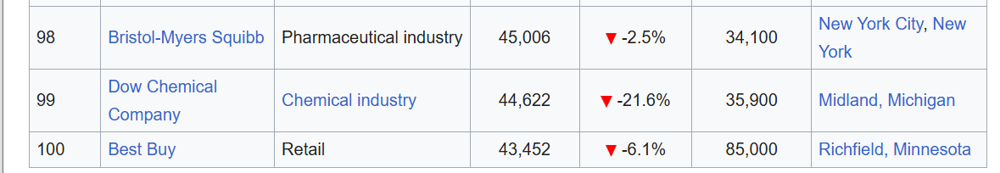 98 Bristol-Myers Squibb Pharmaceutical industry 45,006 ▼ -2.5% 34,100 New York City, New
York
99 Dow Chemical
Company Chemical industry 44,622 ▼ -21.6% 35,900 Midland, Michigan
100 Best Buy Retail 43,452 ▼ -6.1% 85,000 Richfield, Minnesota